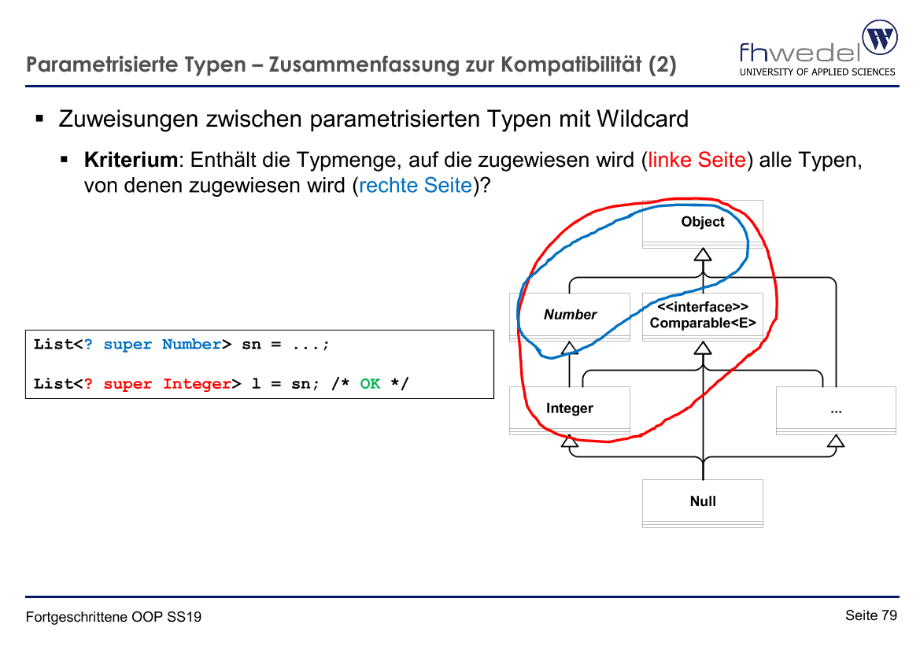 Parametrisierte Typen – Zusammenfassung zur Kompatibilität (2)
fhwedel
UNIVERSITY OF APPLIED SCIENCES
▪ Zuweisungen zwischen parametrisierten Typen mit Wildcard
▪ Kriterium: Enthält die Typmenge, auf die zugewiesen wird (linke Seite) alle Typen,
von denen zugewiesen wird (rechte Seite)?
Object
Number
<<interface>>
Comparable<E>
List<? super Number> sn = ...;
List<? super Integer> l = sn; /* OK */
Integer
...
Null
Fortgeschrittene OOP SS19
Seite 79